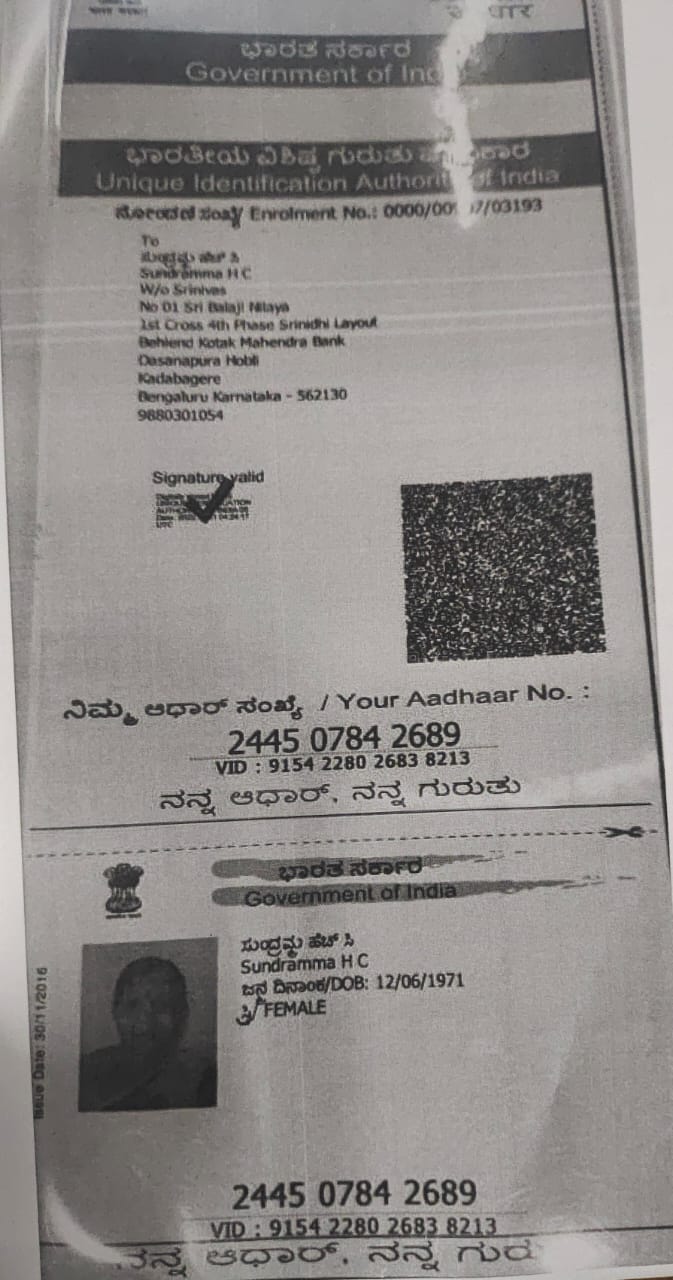 भारत सरकार
ಭಾರತ ಸರ್ಕಾರ
Government of
ಭಾರತೀಯ ವಿಶಿಷ್ಟ ಗುರುತು
Unique Identification Authority of India
ನೋಂದಣಿ ಸಂಖ್ಯೆ Enrolment No.:
To
Sundramma H C
W/o Srinivas
No 01 Sri Balaji Nilaya
1st Cross 4th Phase Srinidhi Layout
Behiend Kotak Mahendra Bank
Dasanapura Hobli
Kadabagere
Bengaluru Karnataka - 562130
9880301054
Signature valid
ನಿಮ್ಮ ಆಧಾರ್ ಸಂಖ್ಯೆ / Your Aadhaar No. :
2445 0784 2689
VID : 9154 2280 2683 8213
ನನ್ನ ಆಧಾರ್, ನನ್ನ ಗುರುತು
ಭಾರತ ಸರ್ಕಾರ
Government of India
ಸುಂದ್ರಮ್ಮ ಹೆಚ್ ಸಿ
Sundramma H C
ಜನ್ಮ ದಿನಾಂಕ/DOB: 12/06/1971
ಸ್ತ್ರೀ/ FEMALE
Issue Date: 30/11/2016
2445 0784 2689
VID : 9154 2280 2683 8213
ನನ್ನ ಆಧಾರ್, ನನ್ನ